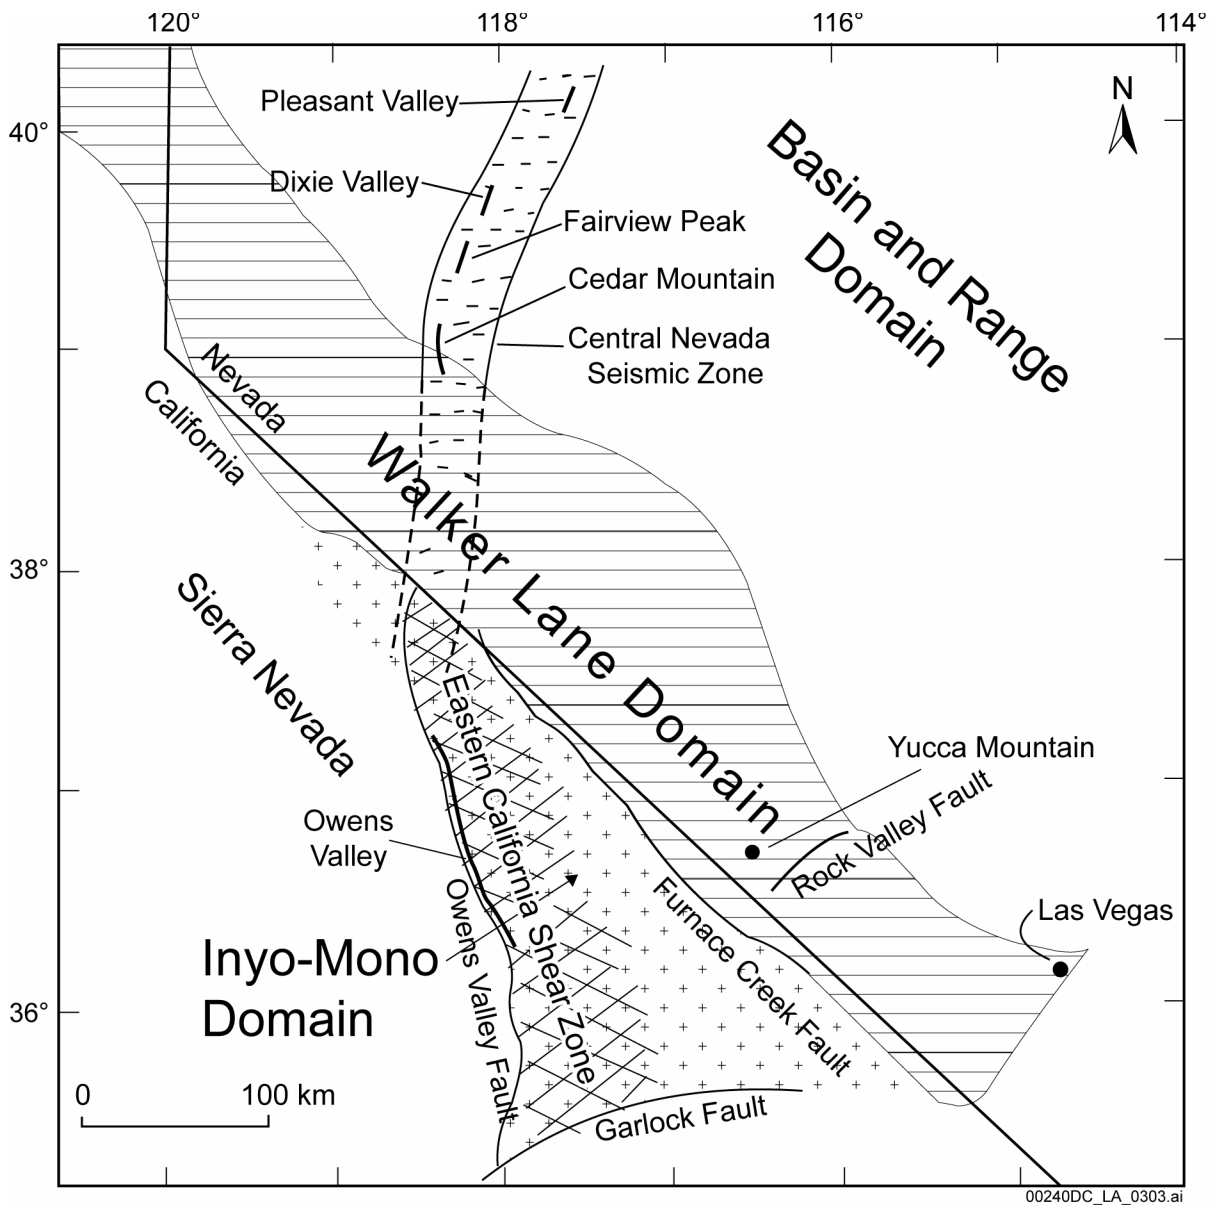 120°
118°
116°
114°
N
Pleasant Valley
40°
Dixie Valley
Fairview Peak
Cedar Mountain
Central Nevada
Seismic Zone
Basin and Range
Domain
Nevada
California
Walker Lane Domain
38°
Sierra Nevada
Eastern California Shear Zone
Yucca Mountain
Rock Valley Fault
Owens
Valley
Owens Valley Fault
Furnace Creek Fault
Las Vegas
Inyo-Mono
Domain
36°
0
100 km
Garlock Fault
00240DC_LA_0303.ai